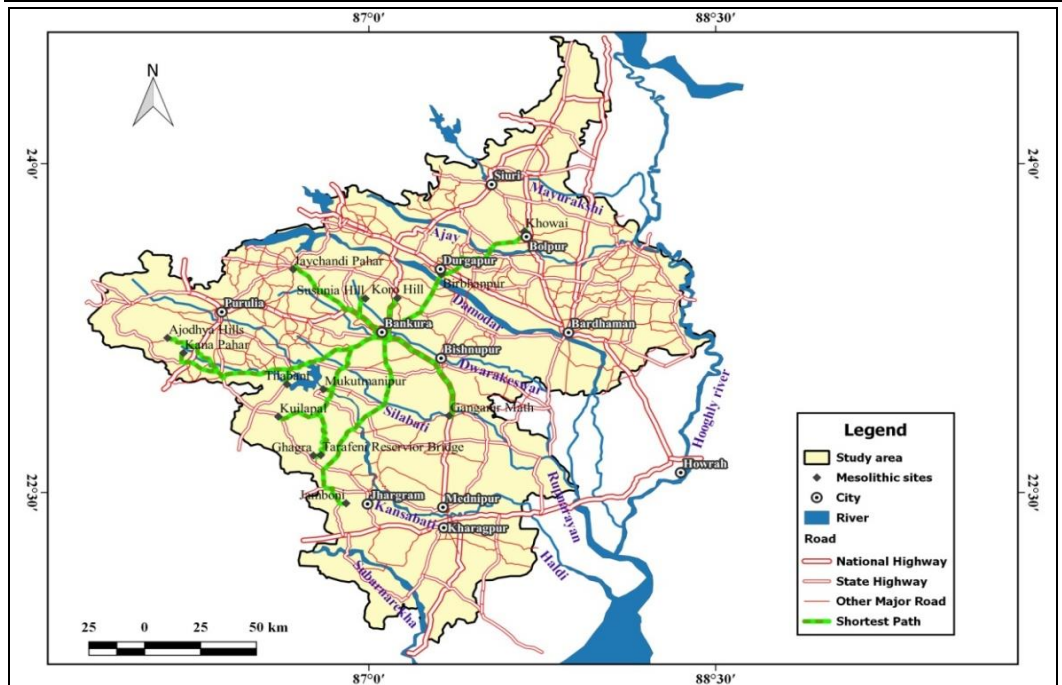 87°0'
88°30'
N
24°0'
24°0'
Siuri
Mayurakshi
Khowai
Ajay
Bolpur
Jaychandi Pahar
Durgapur
Birbhanpur
Susunia Hill
Koro Hill
Purulia
Damodar
Bankura
Bardhaman
Ajodhya Hills
Kana Pahar
Bishnupur
Dwarakeswar
Tilabani
Mukutmanipur
Hooghly river
Kuilapal
Silabati
Gangani Math
Ghagra
Tarafeni Reservior Bridge
Howrah
22°30'
22°30'
Jamboni
Jhargram
Mednipur
Rupnarayan
Kansabati
Kharagpur
Haldi
Subarnarekha
Legend
Study area
Mesolithic sites
City
River
Road
National Highway
State Highway
Other Major Road
Shortest Path
25 0 25 50 km
87°0'
88°30'